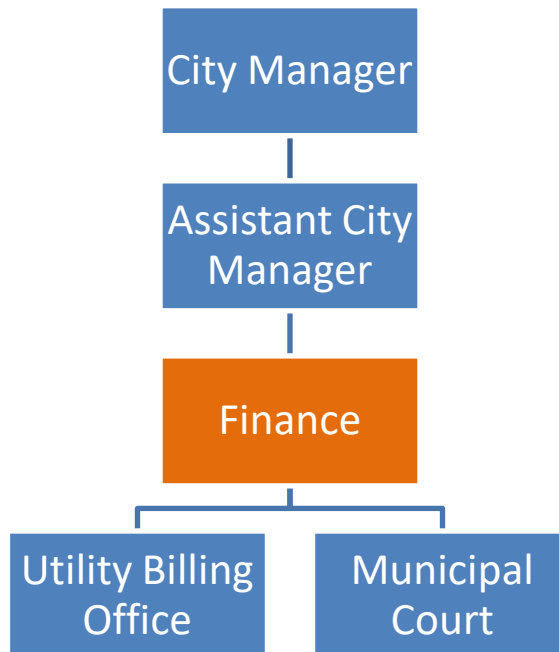 City Manager
Assistant City
Manager
Finance
Utility Billing
Office
Municipal
Court